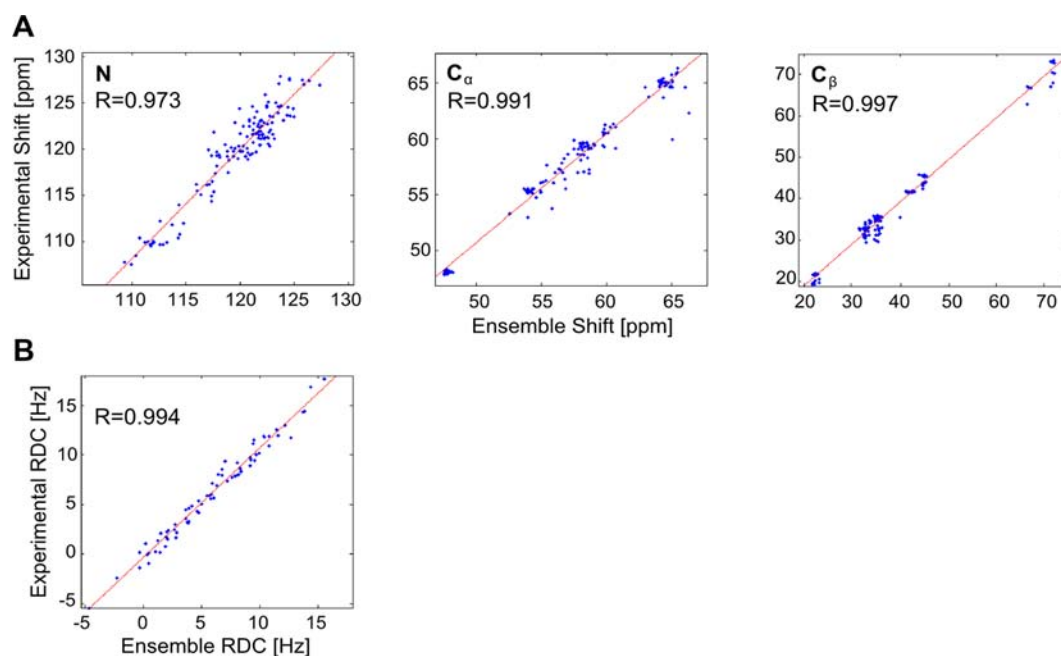 A
N
R=0.973
Experimental Shift [ppm]
130
125
120
115
110
110 115 120 125 130
Cα
R=0.991
65
60
55
50
50 55 60 65
Ensemble Shift [ppm]
Cβ
R=0.997
70
60
50
40
30
20
20 30 40 50 60 70
B
R=0.994
Experimental RDC [Hz]
15
10
5
0
-5
-5 0 5 10 15
Ensemble RDC [Hz]